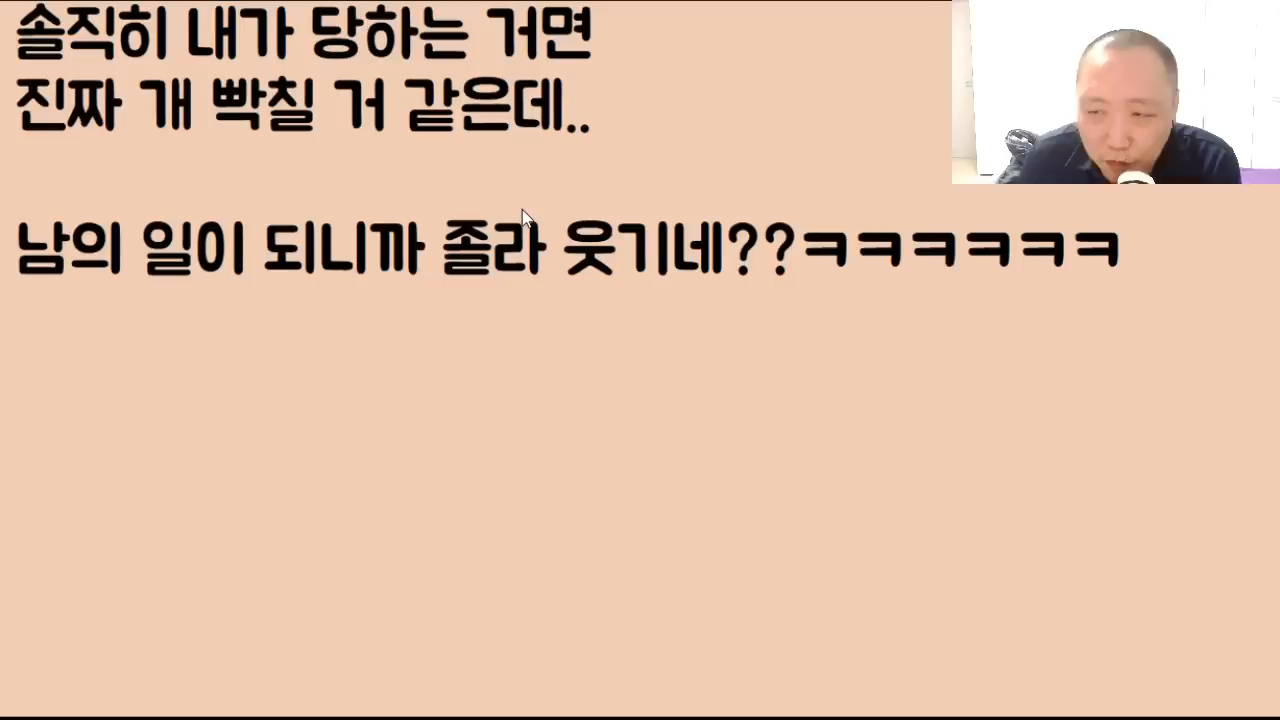 솔직히 내가 당하는 거면
진짜 개 빡칠 거 같은데..
남의 일이 되니까 졸라 웃기네??ㅋㅋㅋㅋㅋㅋ